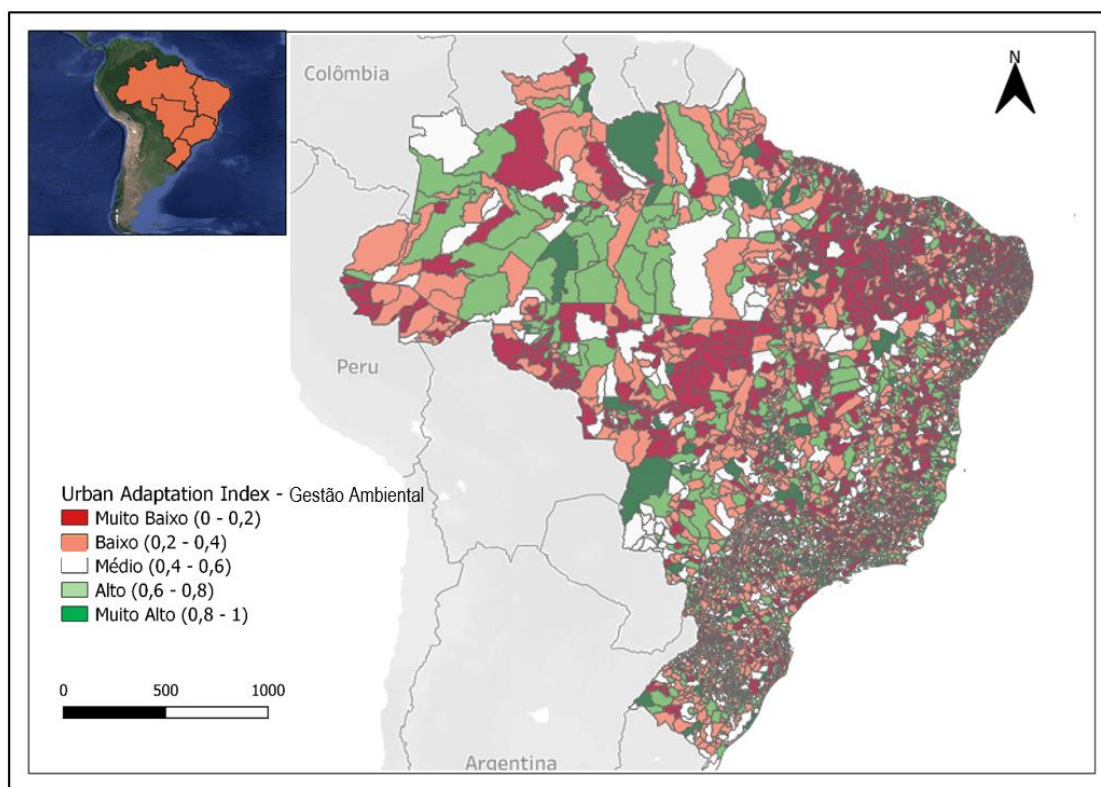 N
Colômbia
Peru
Urban Adaptation Index - Gestão Ambiental
Muito Baixo (0 - 0,2)
Baixo (0,2 - 0,4)
Médio (0,4 - 0,6)
Alto (0,6 - 0,8)
Muito Alto (0,8 - 1)
0 500 1000
Argentina